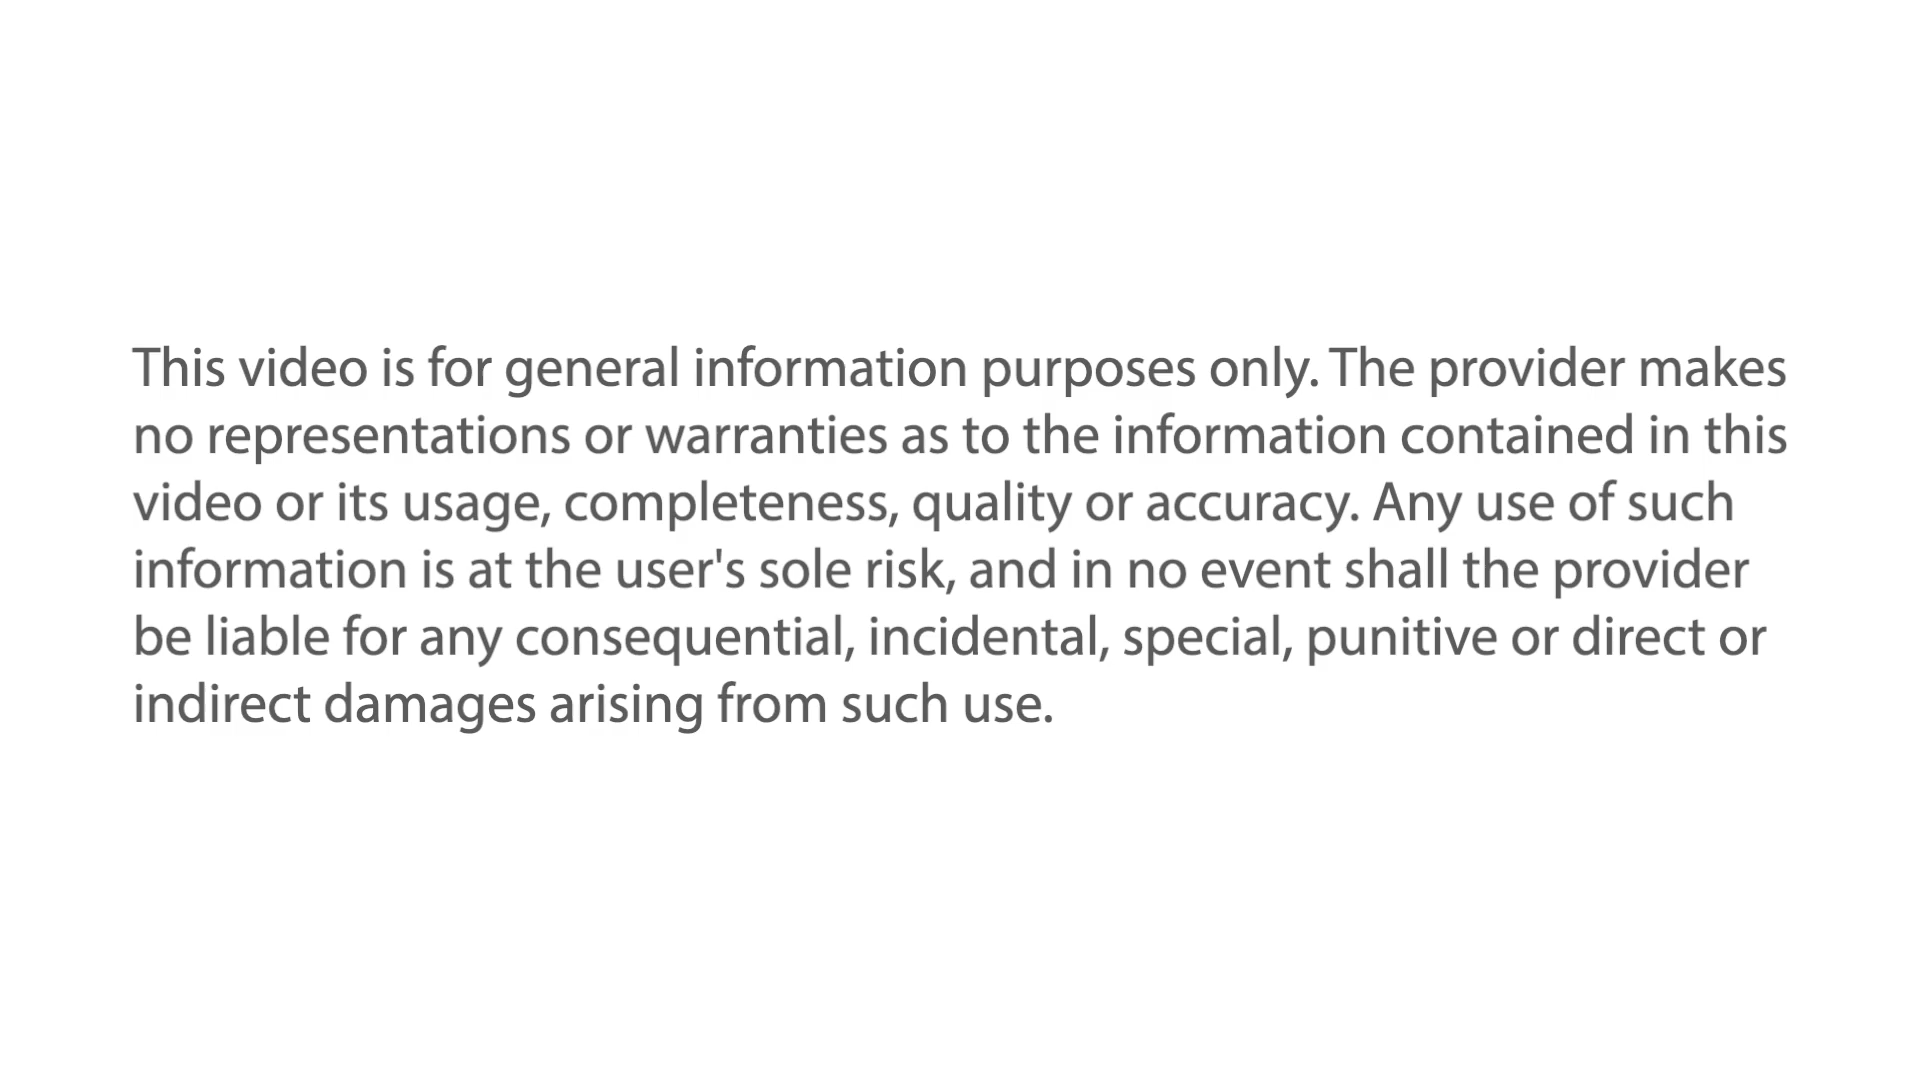 This video is for general information purposes only. The provider makes
no representations or warranties as to the information contained in this
video or its usage, completeness, quality or accuracy. Any use of such
information is at the user's sole risk, and in no event shall the provider
be liable for any consequential, incidental, special, punitive or direct or
indirect damages arising from such use.